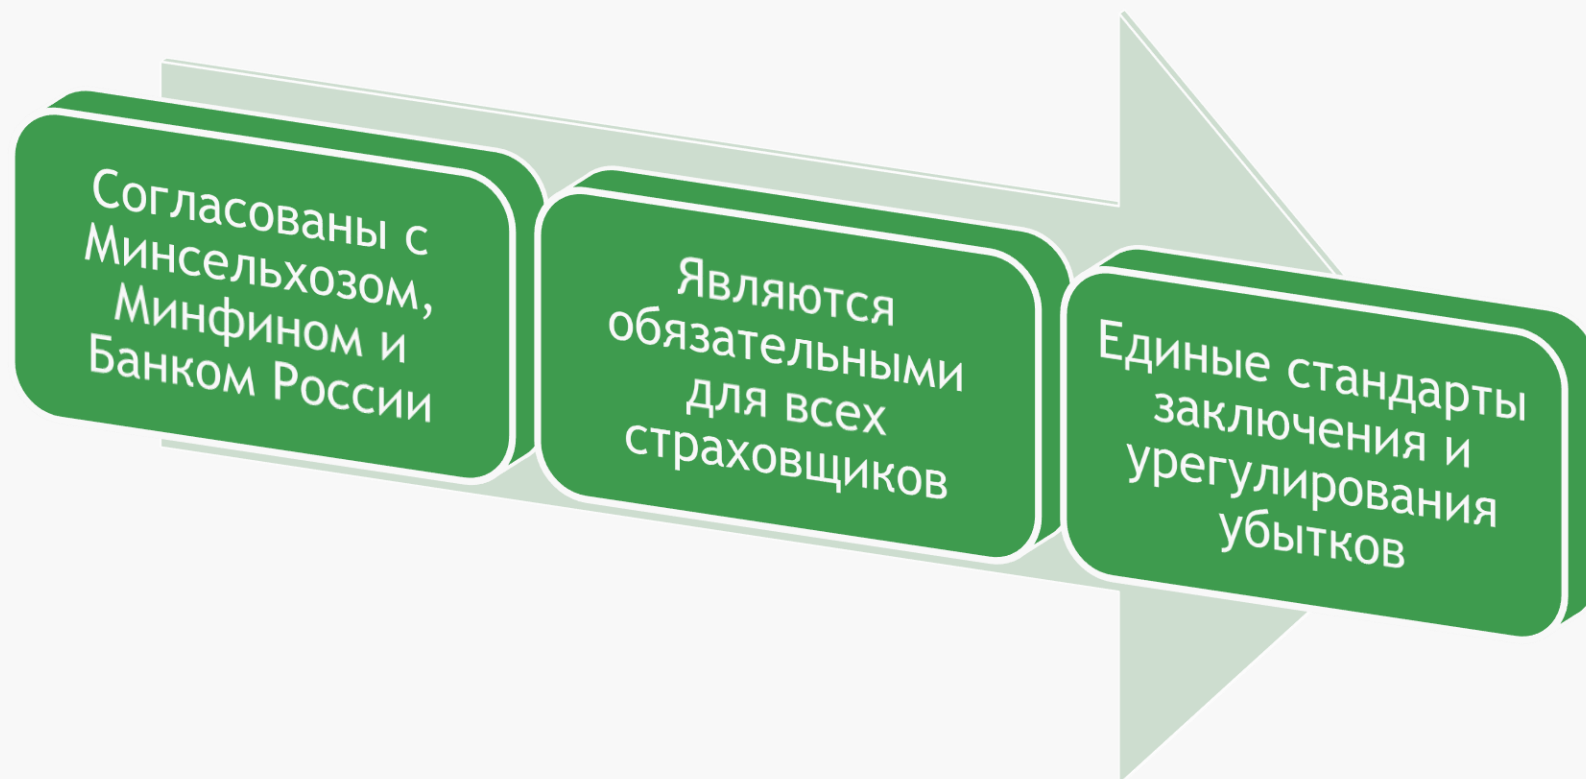 Согласованы с
Минсельхозом,
Минфином и
Банком России
Являются
обязательными
для всех
страховщиков
Единые стандарты
заключения и
урегулирования
убытков